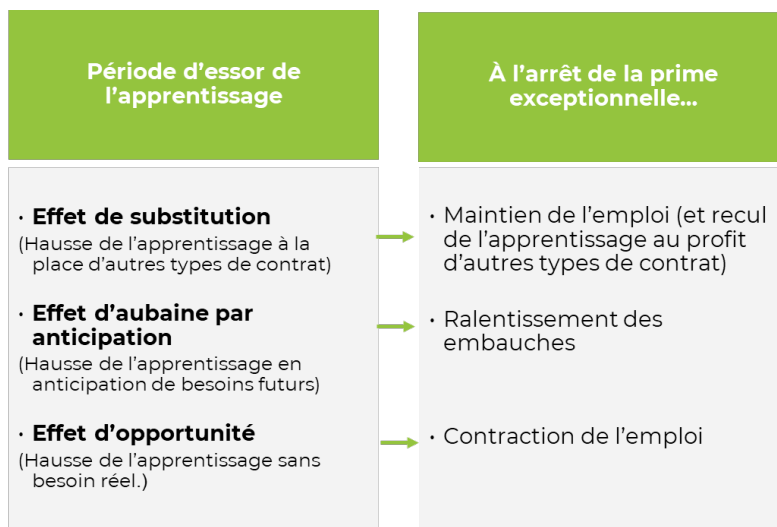 Période d'essor de
l'apprentissage
À l'arrêt de la prime
exceptionnelle...
· Effet de substitution
(Hausse de l'apprentissage à la
place d'autres types de contrat)
· Effet d'aubaine par
anticipation
(Hausse de l'apprentissage en
anticipation de besoins futurs)
· Effet d'opportunité
(Hausse de l'apprentissage sans
besoin réel.)
· Maintien de l'emploi (et recul
de l'apprentissage au profit
d'autres types de contrat)
· Ralentissement des
embauches
· Contraction de l'emploi